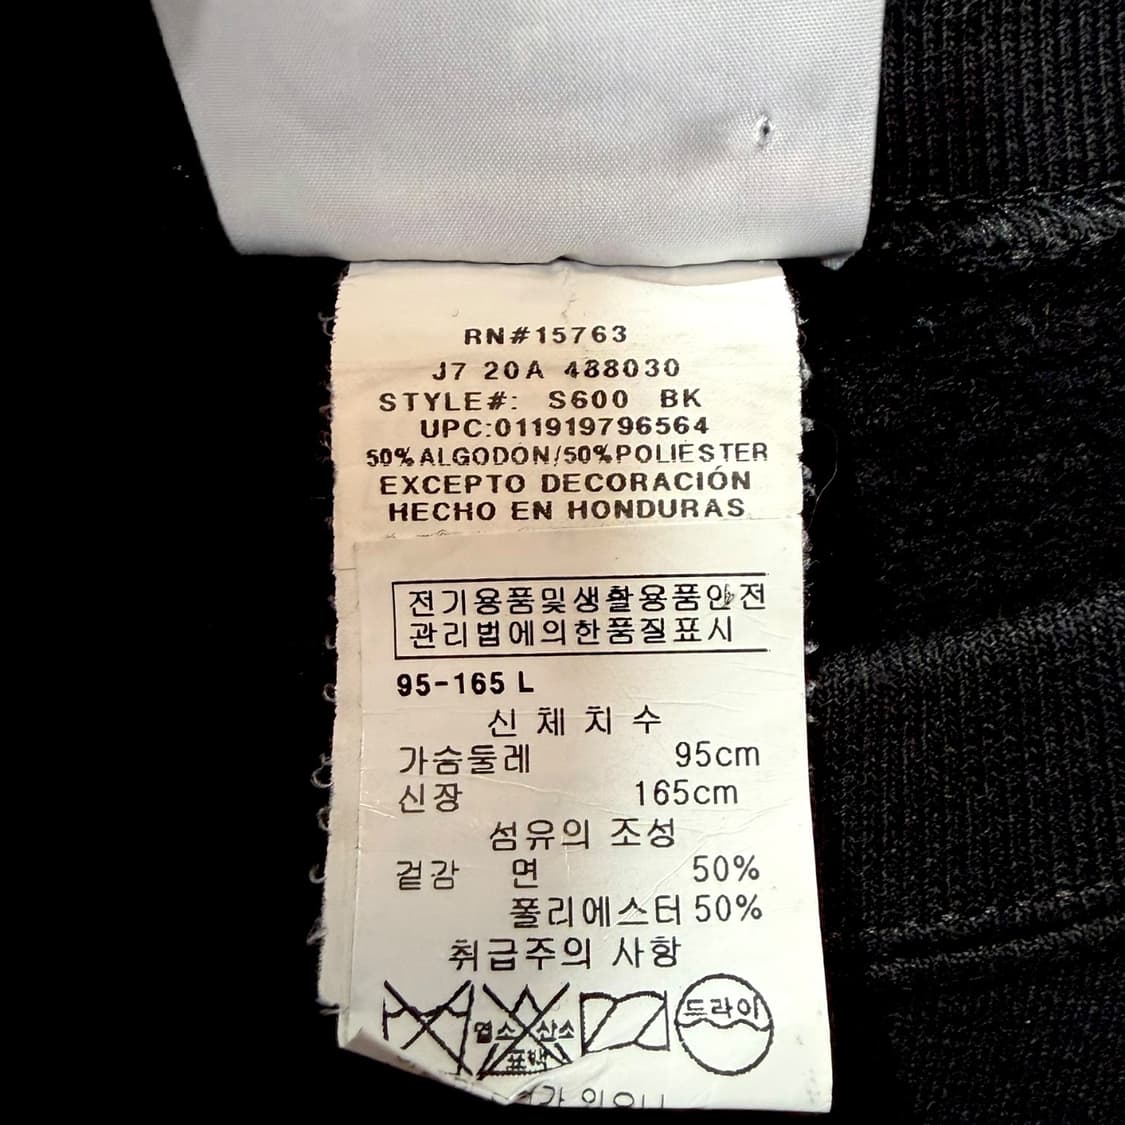 RN#15763
J7 20A 488030
STYLE#: S600 BK
UPC:011919796564
50%ALGODÓN/50%POLIÉSTER
EXCEPTO DECORACIÓN
HECHO EN HONDURAS
전기용품및생활용품안전
관리법에의한품질표시
95-165 L
신체치수
가슴둘레 95cm
신장 165cm
섬유의 조성
겉감 면 50%
폴리에스터 50%
취급주의 사항
염소 산소
표백
드라이